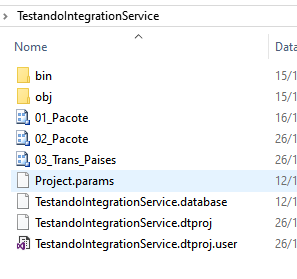 TestandoIntegrationService
Nome
bin 15/1
obj 15/1
01_Pacote 16/1
02_Pacote 26/1
03_Trans_Paises 26/1
Project.params 12/1
TestandoIntegrationService.database 12/1
TestandoIntegrationService.dtproj 26/1
TestandoIntegrationService.dtproj.user 26/1